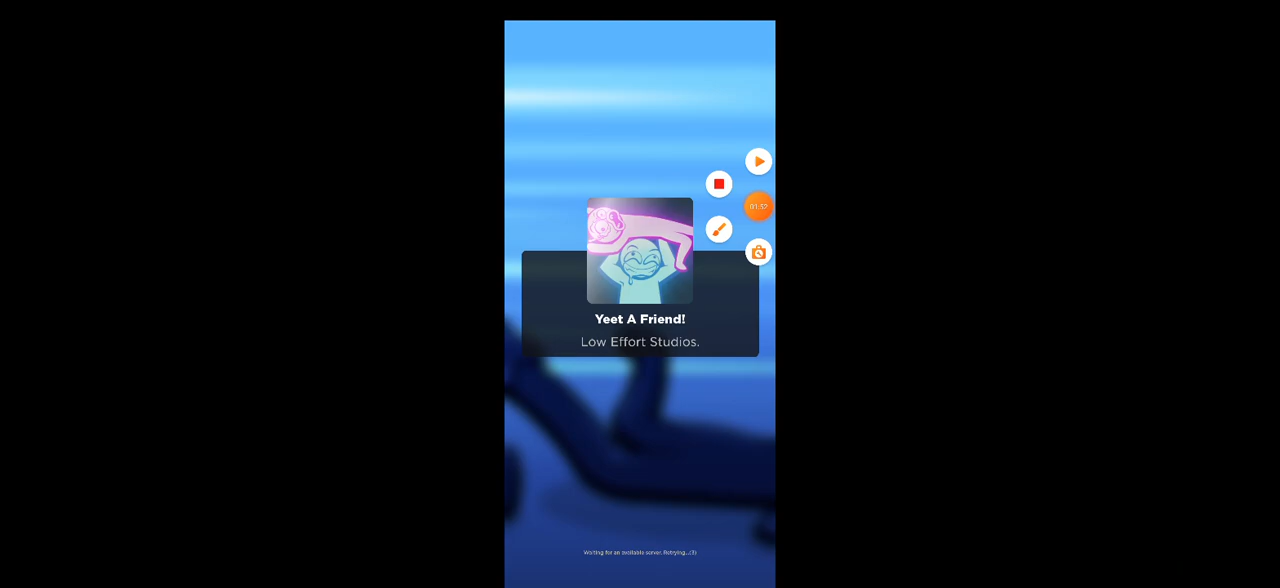 01:52
Yeet A Friend!
Low Effort Studios.
Waiting for an available server. Retrying...